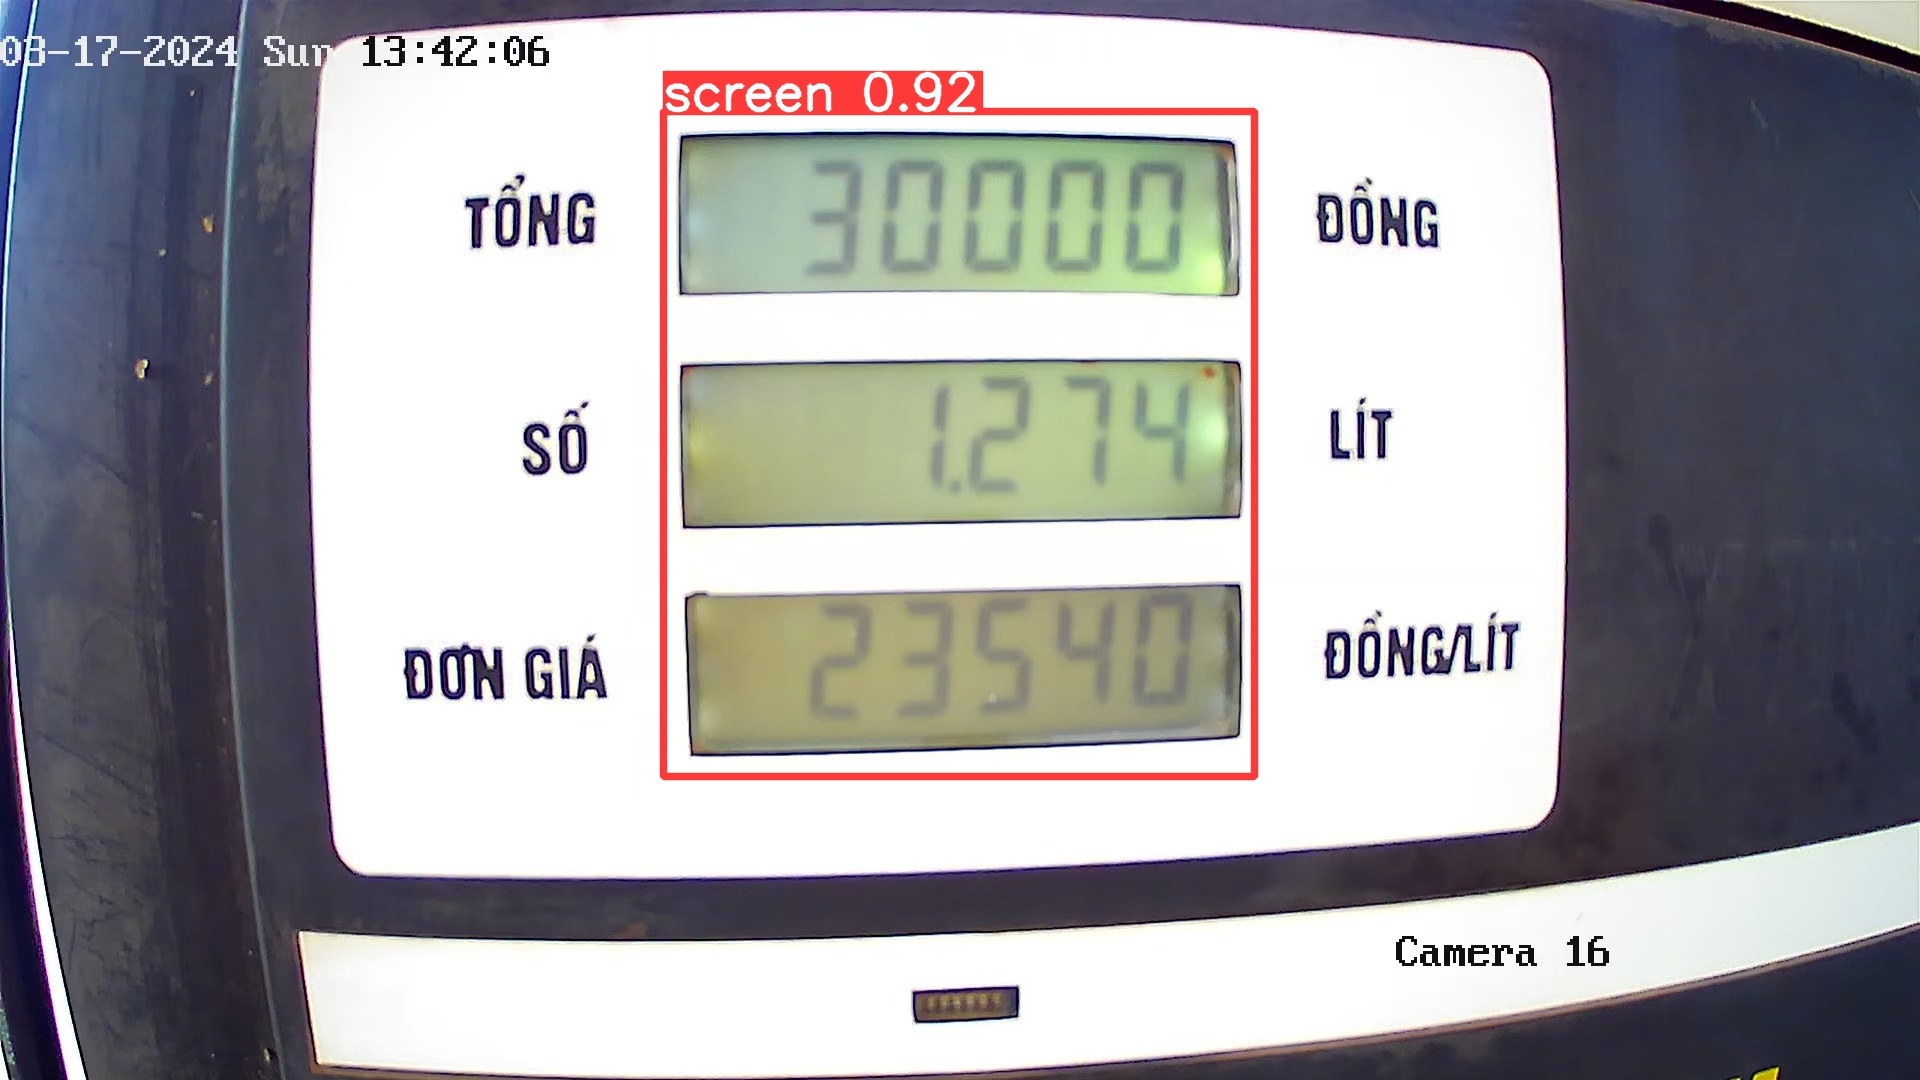 03-17-2024 Sun 13:42:06
screen 0.92
TỔNG 30000 ĐỒNG
SỐ 1.274 LÍT
ĐƠN GIÁ 23540 ĐỒNG/LÍT
Camera 16